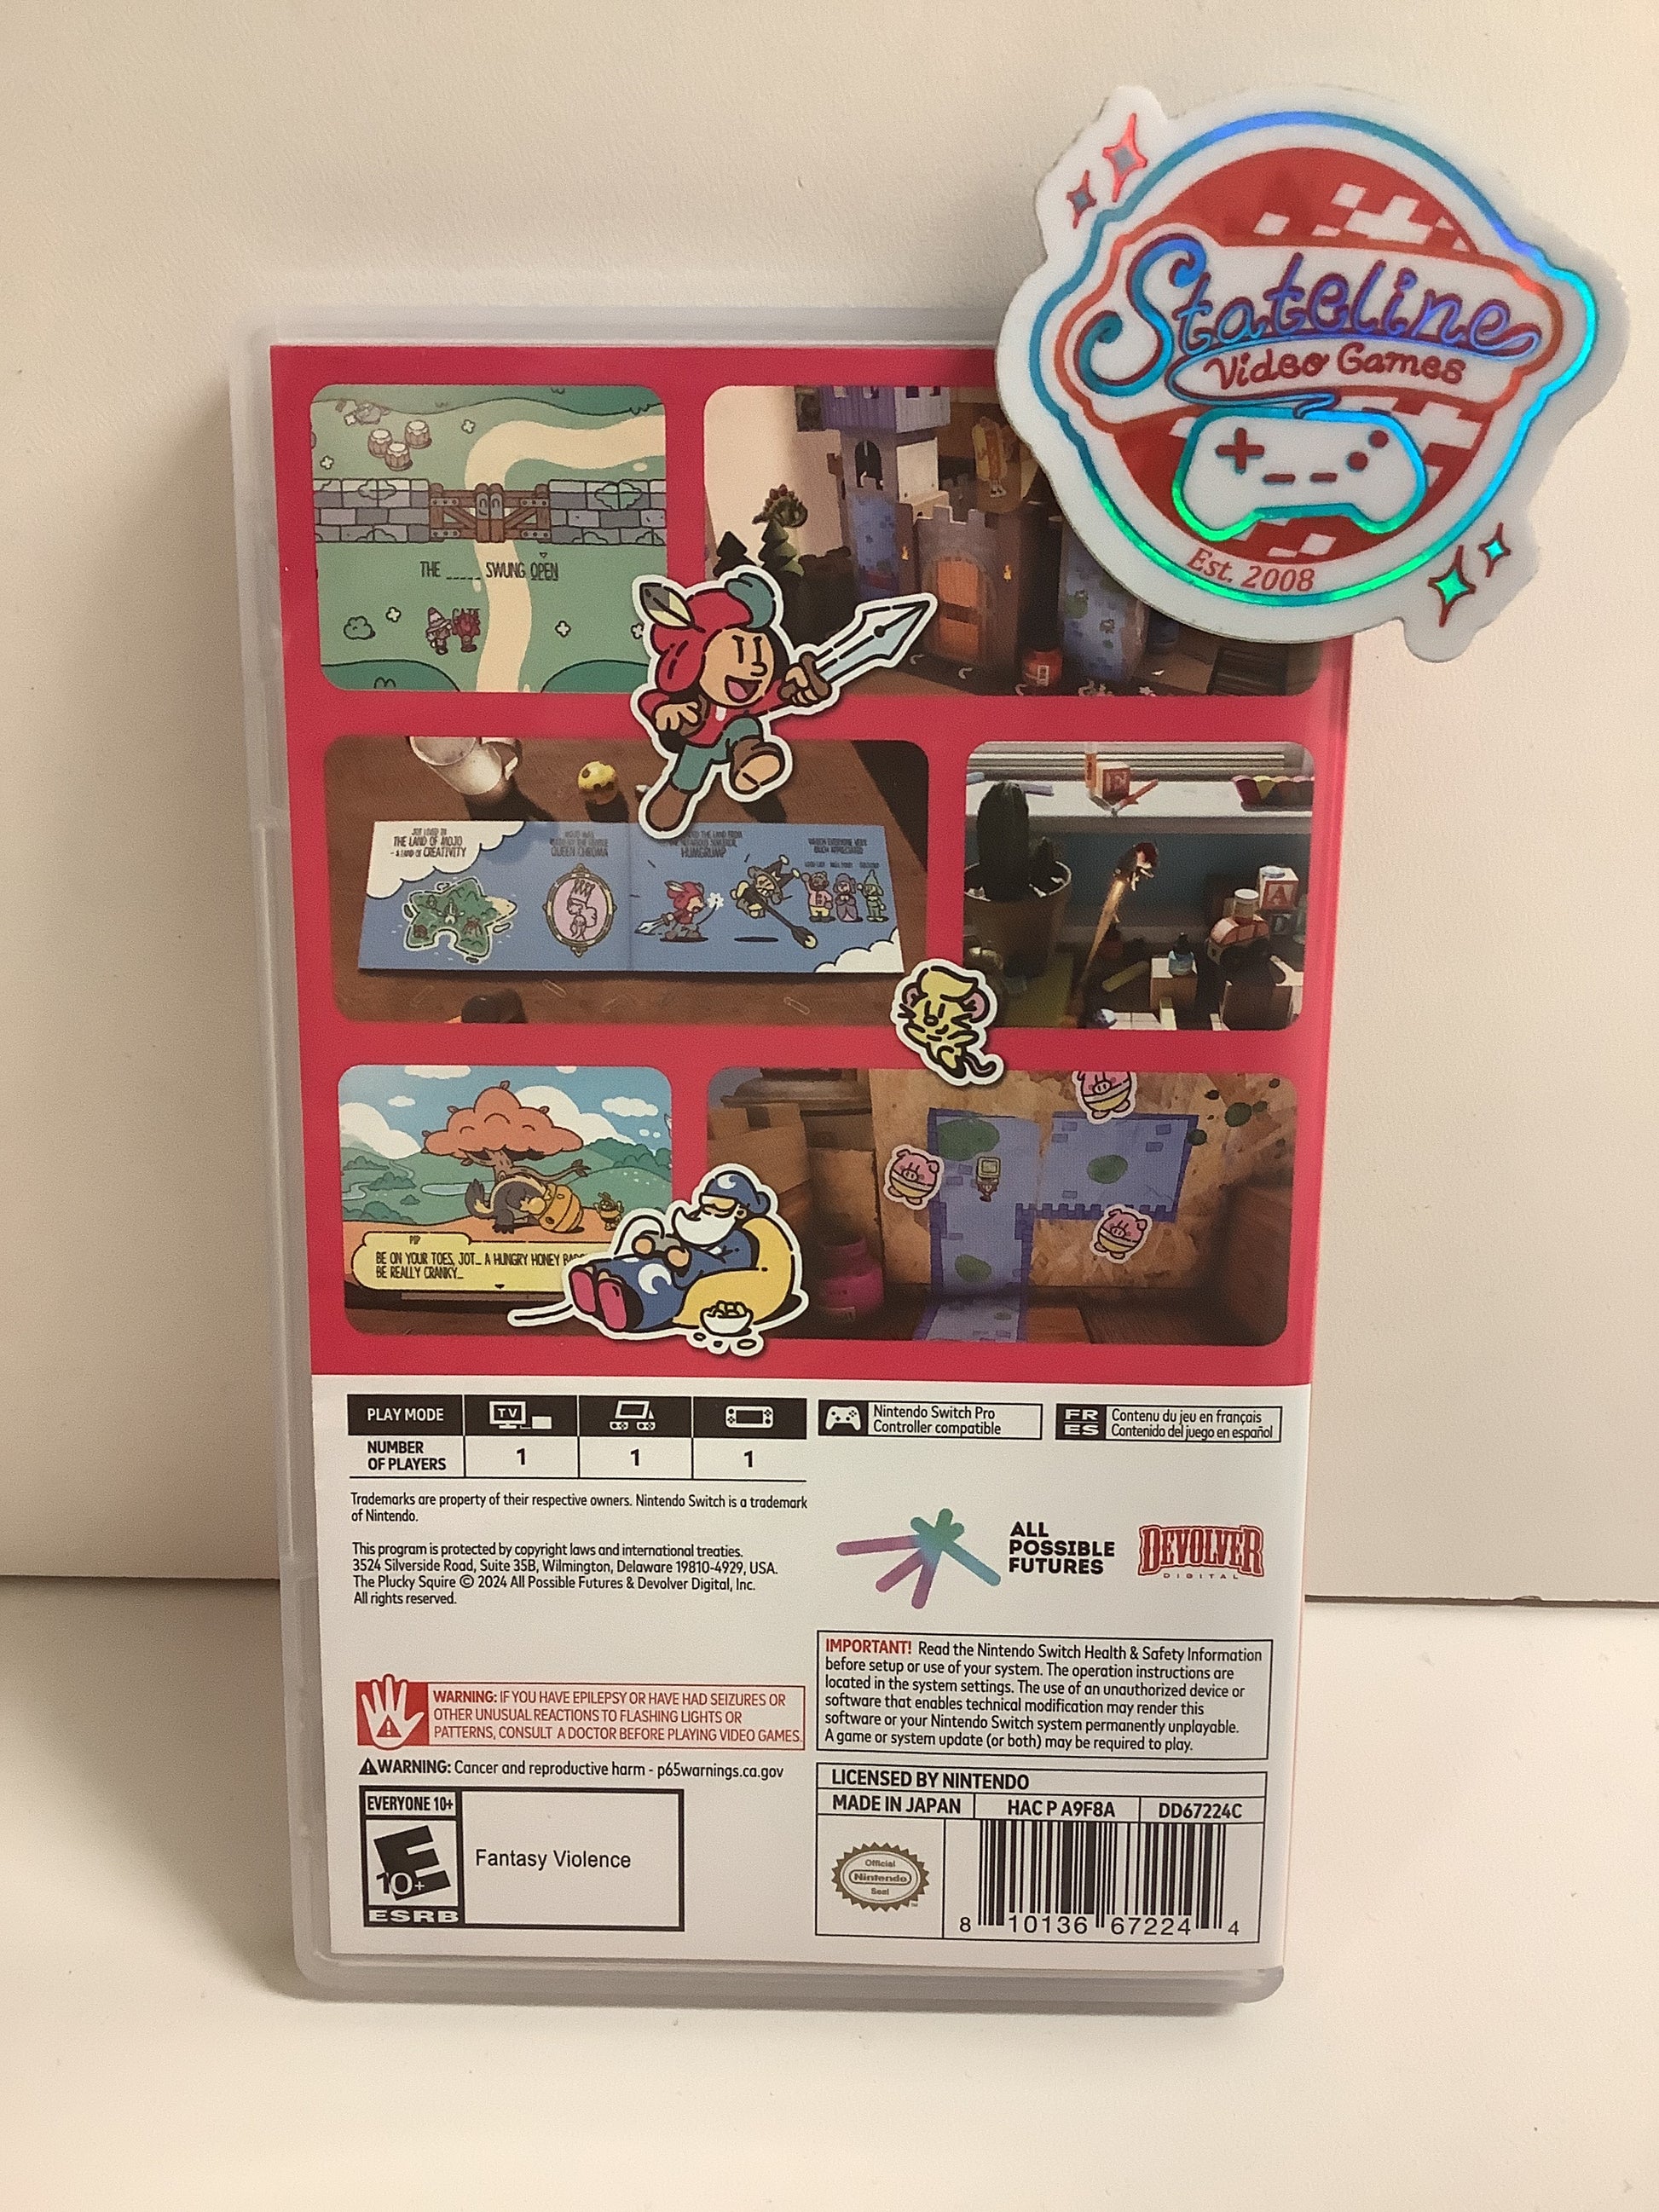 Stateline
Video Games
Est. 2008
THE _____ SWUNG OPEN
GATE
JOT LIVED IN
THE LAND OF MOJO
- A LAND OF CREATIVITY
QUEEN CHROMA
HUMGRUMP
E
A
PIP
BE ON YOUR TOES, JOT... A HUNGRY HONEY
BE REALLY CRANKY...
PLAY MODE
TV
NUMBER
OF PLAYERS
1
1
1
Nintendo Switch Pro
Controller compatible
FR
ES
Contenu du jeu en français
Contenido del juego en español
Trademarks are property of their respective owners. Nintendo Switch is a trademark
of Nintendo.
This program is protected by copyright laws and international treaties.
3524 Silverside Road, Suite 35B, Wilmington, Delaware 19810-4929, USA.
The Plucky Squire © 2024 All Possible Futures & Devolver Digital, Inc.
All rights reserved.
ALL
POSSIBLE
FUTURES
DEVOLVER
DIGITAL
WARNING: IF YOU HAVE EPILEPSY OR HAVE HAD SEIZURES OR
OTHER UNUSUAL REACTIONS TO FLASHING LIGHTS OR
PATTERNS, CONSULT A DOCTOR BEFORE PLAYING VIDEO GAMES.
WARNING: Cancer and reproductive harm - p65warnings.ca.gov
IMPORTANT! Read the Nintendo Switch Health & Safety Information
before setup or use of your system. The operation instructions are
located in the system settings. The use of an unauthorized device or
software that enables technical modification may render this
software or your Nintendo Switch system permanently unplayable.
A game or system update (or both) may be required to play.
EVERYONE 10+
E
10+
ESRB
Fantasy Violence
LICENSED BY NINTENDO
MADE IN JAPAN
HAC P A9F8A
DD67224C
Official
Nintendo
Seal
8 10136 67224 4